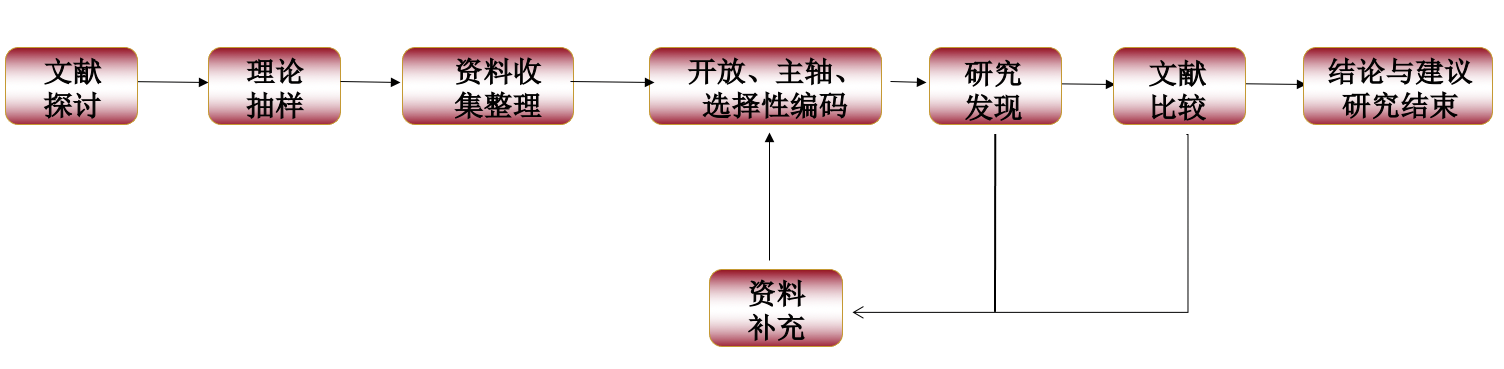 文献
探讨
理论
抽样
资料收
集整理
开放、主轴、
选择性编码
研究
发现
文献
比较
结论与建议
研究结束
资料
补充